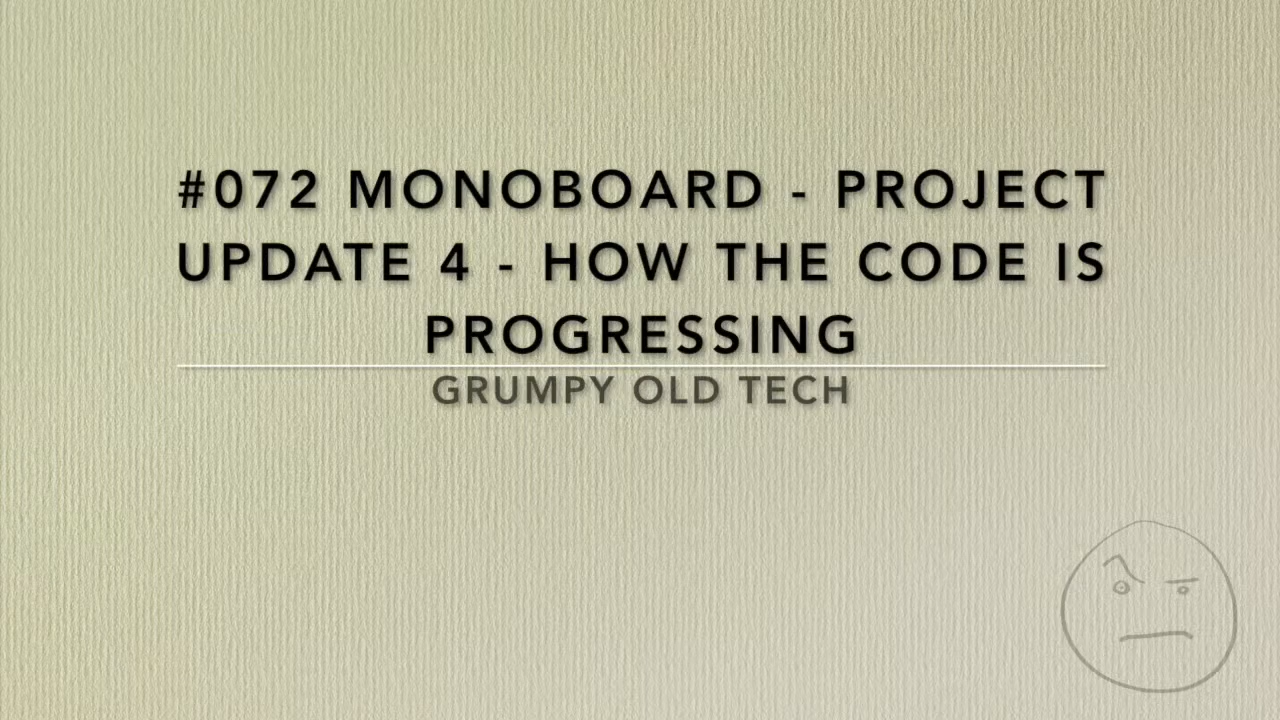 #072 MONOBOARD - PROJECT
UPDATE 4 - HOW THE CODE IS
PROGRESSING
GRUMPY OLD TECH